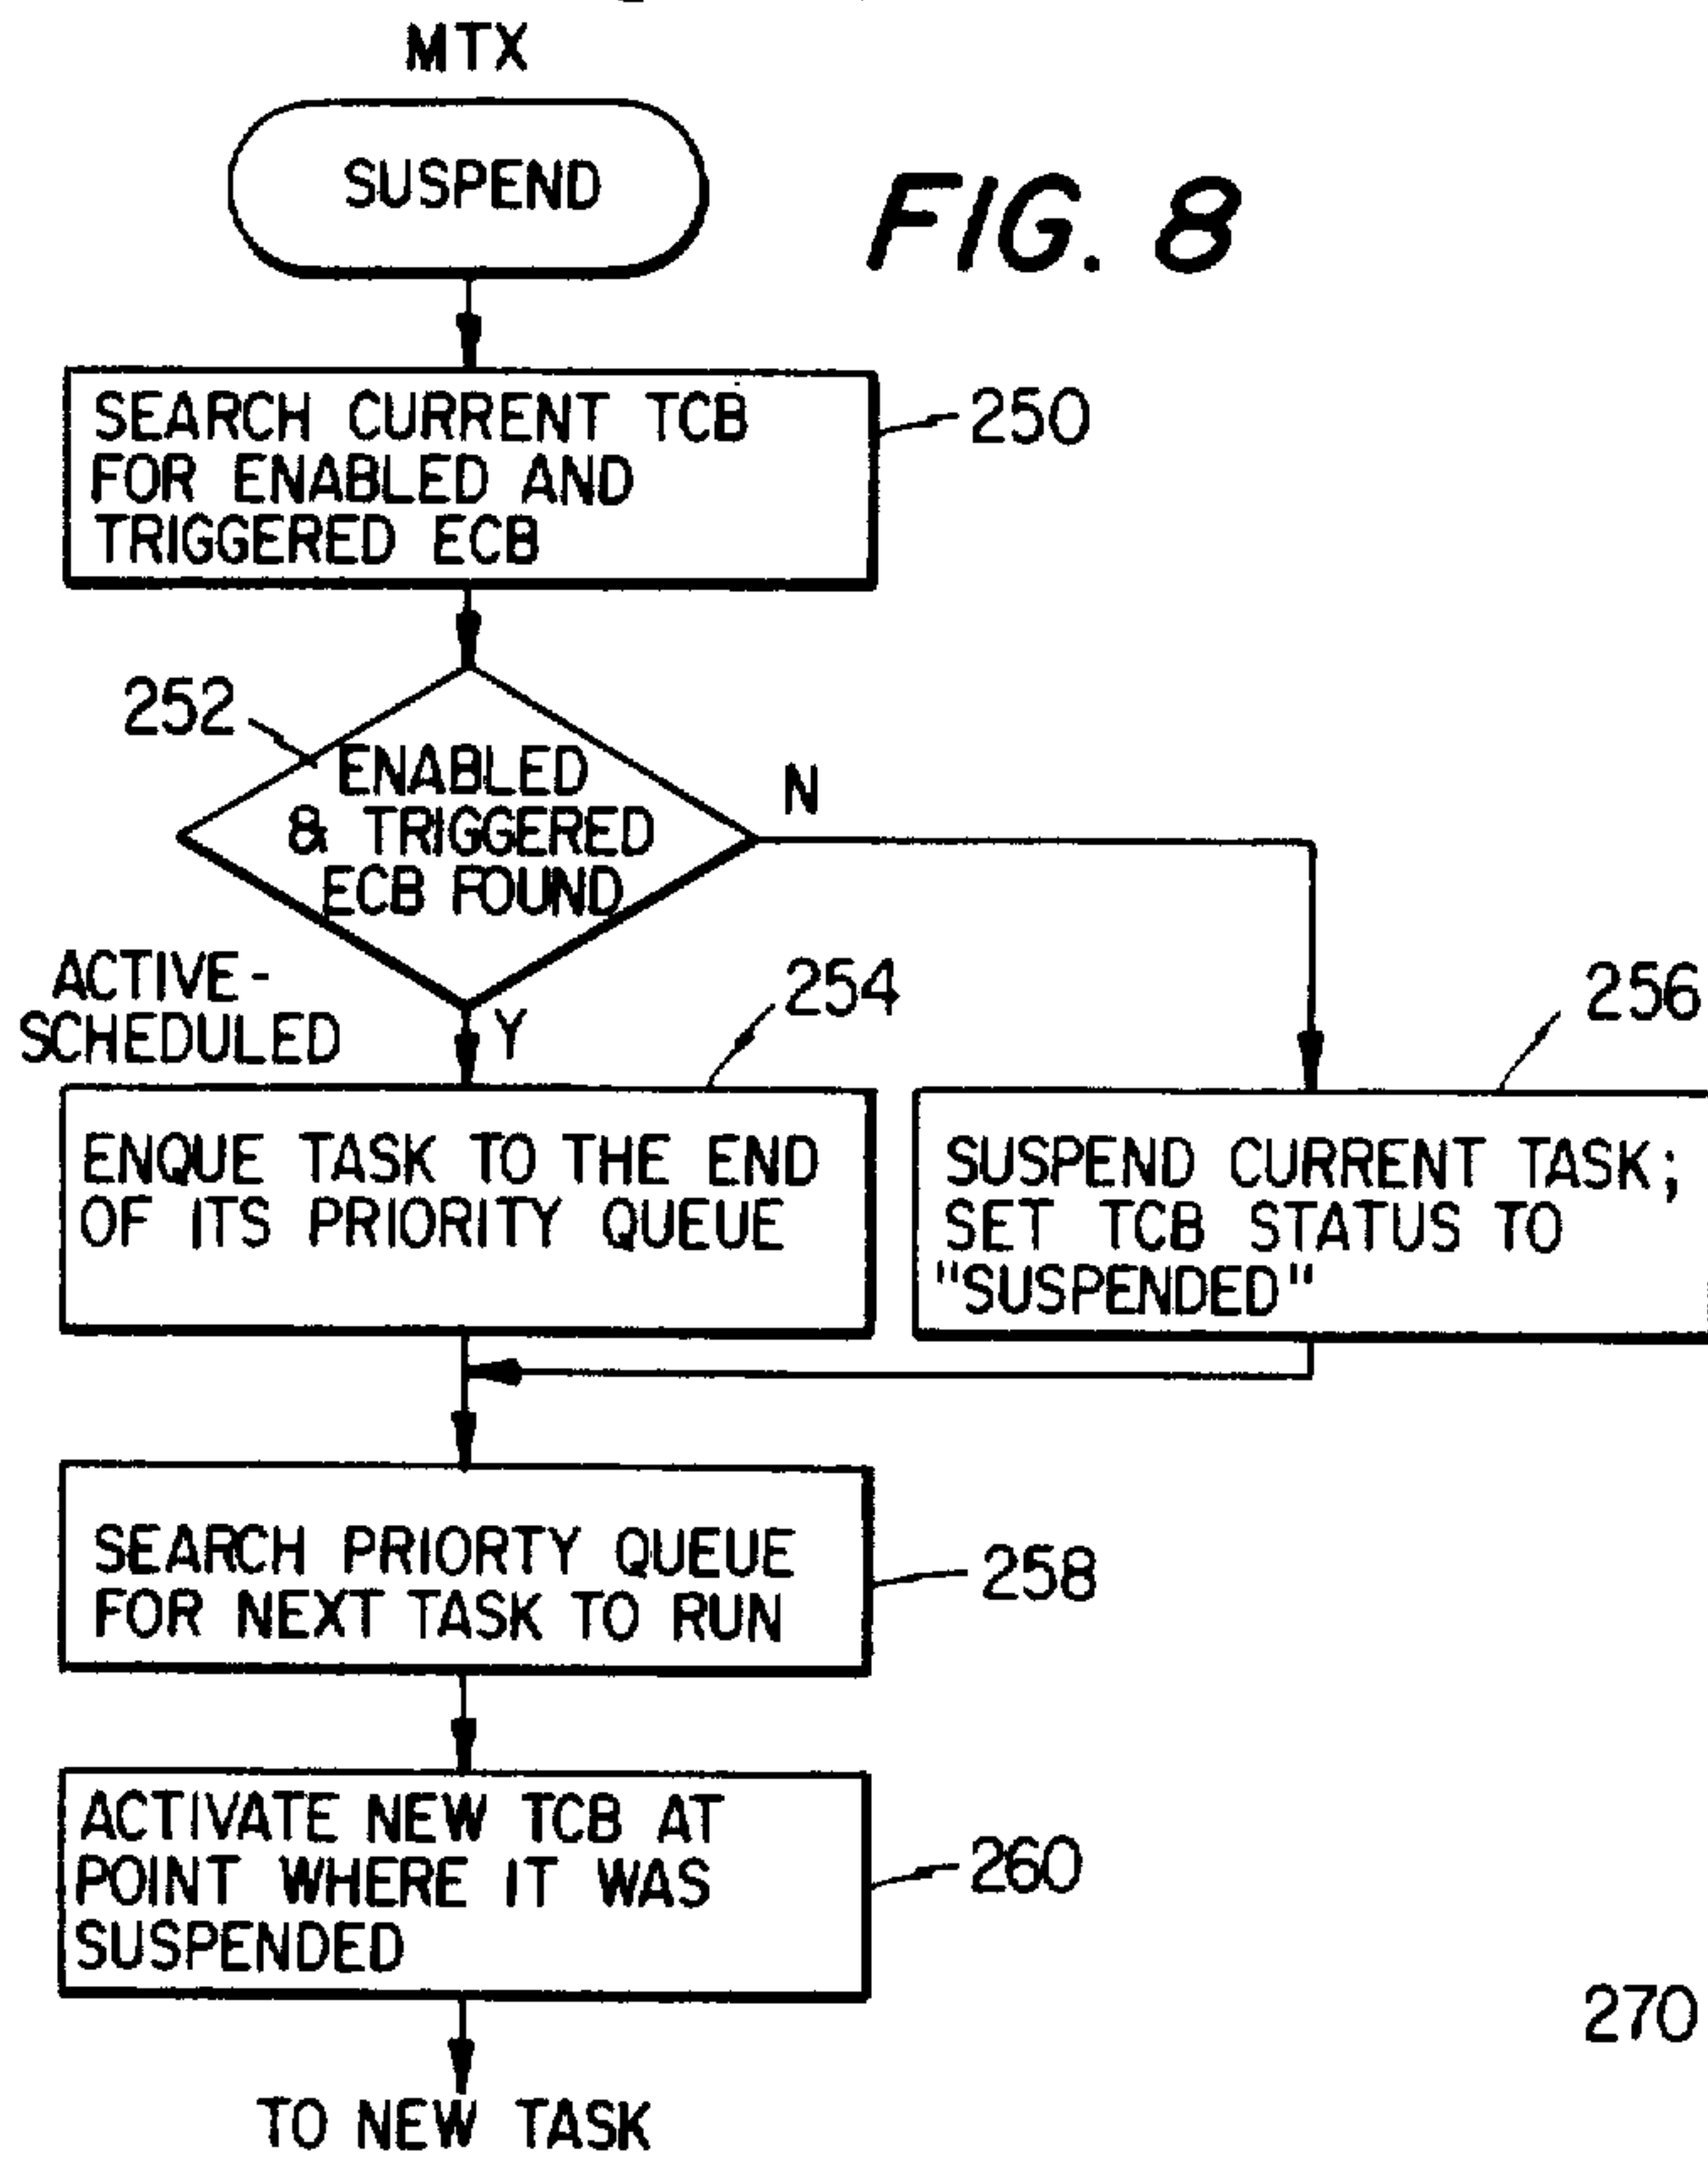 MTX
SUSPEND
FIG. 8
SEARCH CURRENT TCB
FOR ENABLED AND
TRIGGERED ECB
250
252
ENABLED
& TRIGGERED
ECB FOUND
N
ACTIVE-
SCHEDULED
Y
254
256
ENQUE TASK TO THE END
OF ITS PRIORITY QUEUE
SUSPEND CURRENT TASK;
SET TCB STATUS TO
"SUSPENDED"
SEARCH PRIORTY QUEUE
FOR NEXT TASK TO RUN
258
ACTIVATE NEW TCB AT
POINT WHERE IT WAS
SUSPENDED
260
270
TO NEW TASK